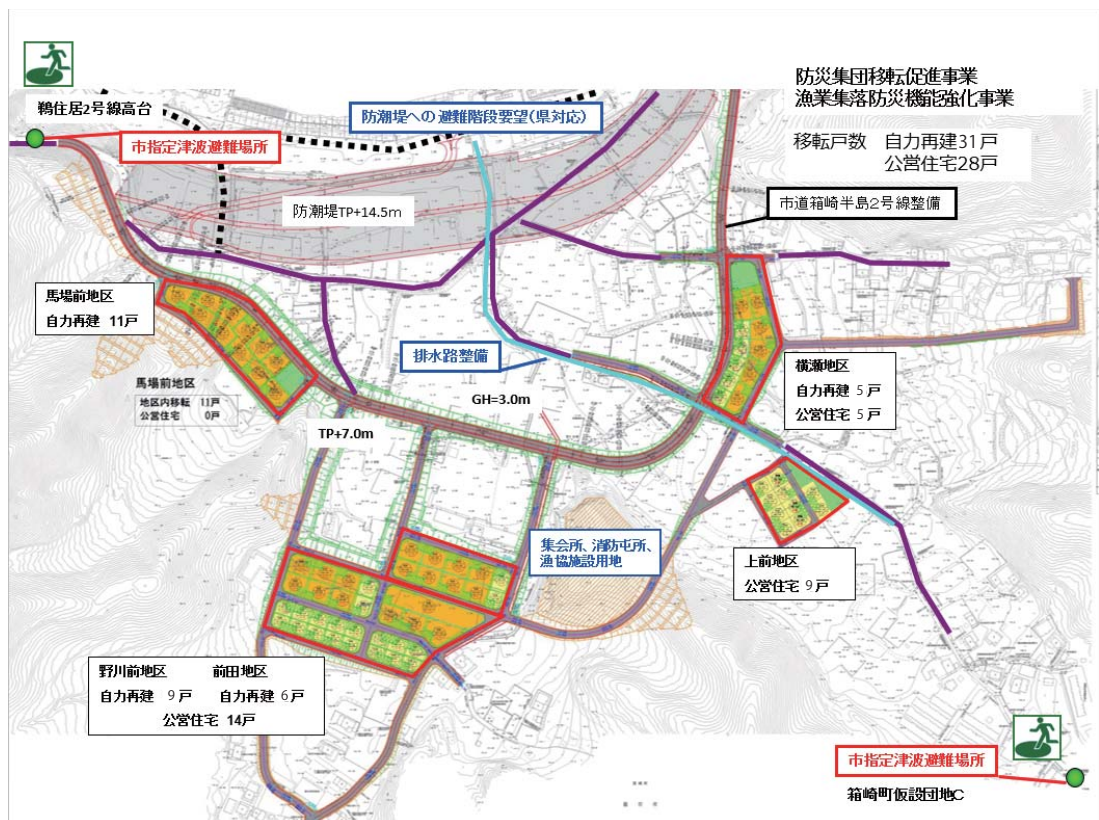 防災集団移転促進事業
漁業集落防災機能強化事業
移転戸数 自力再建31戸
公営住宅28戸
鵜住居2号線高台
防潮堤への避難階段要望(県対応)
市指定津波避難場所
防潮堤TP+14.5m
市道箱崎半島2号線整備
馬場前地区
自力再建 11戸
馬場前地区
地区内移転 11戸
公営住宅 0戸
排水路整備
GH=3.0m
TP+7.0m
横瀬地区
自力再建 5戸
公営住宅 5戸
集会所、消防屯所、
漁協施設用地
上前地区
公営住宅 9戸
野川前地区 前田地区
自力再建 9戸 自力再建 6戸
公営住宅 14戸
市指定津波避難場所
箱崎町仮設団地C